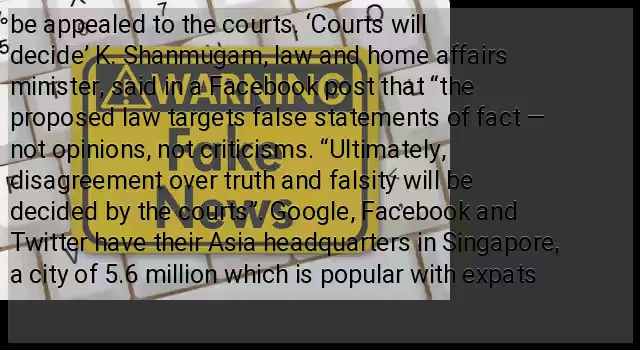 be appealed to the courts. ‘Courts will
decide’ K. Shanmugam, law and home affairs
minister, said in a Facebook post that “the
proposed law targets false statements of fact —
not opinions, not criticisms. “Ultimately,
disagreement over truth and falsity will be
decided by the courts”. Google, Facebook and
Twitter have their Asia headquarters in Singapore,
a city of 5.6 million which is popular with expats
WARNING
Fake
News